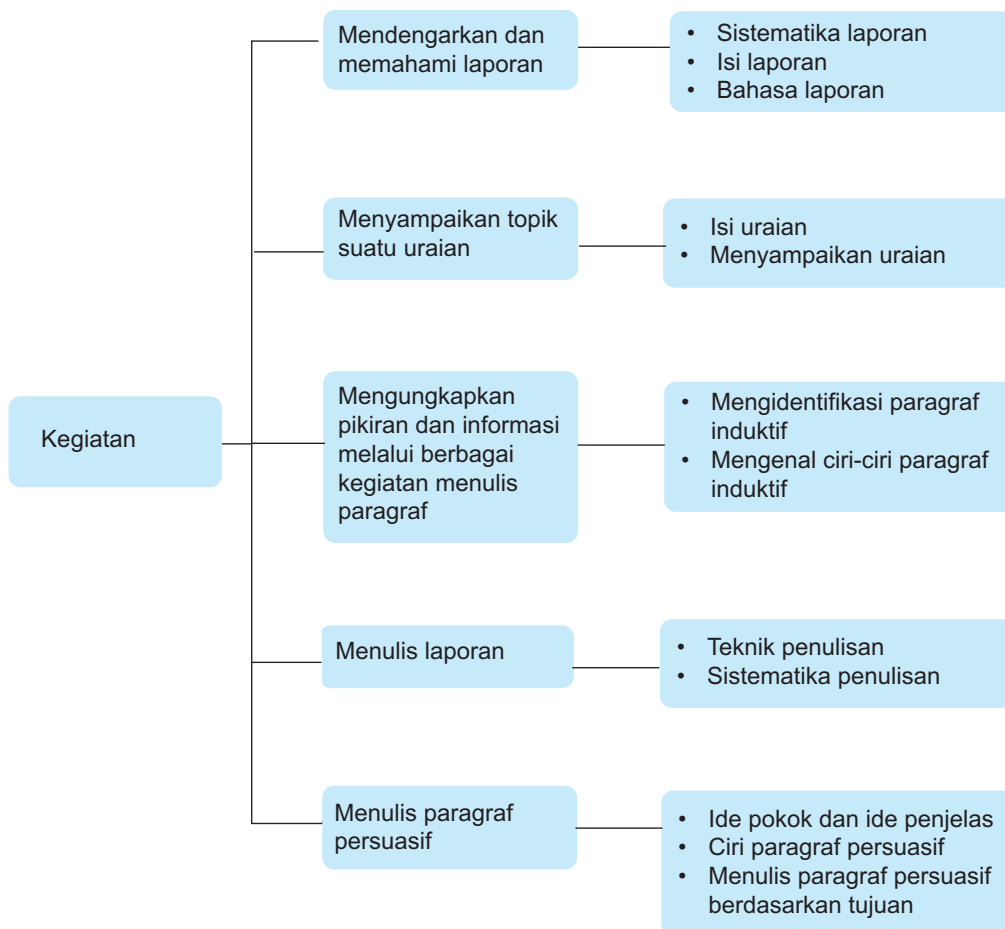 Kegiatan
Mendengarkan dan
memahami laporan
• Sistematika laporan
• Isi laporan
• Bahasa laporan
Menyampaikan topik
suatu uraian
• Isi uraian
• Menyampaikan uraian
Mengungkapkan
pikiran dan informasi
melalui berbagai
kegiatan menulis
paragraf
• Mengidentifikasi paragraf
induktif
• Mengenal ciri-ciri paragraf
induktif
Menulis laporan
• Teknik penulisan
• Sistematika penulisan
Menulis paragraf
persuasif
• Ide pokok dan ide penjelas
• Ciri paragraf persuasif
• Menulis paragraf persuasif
berdasarkan tujuan